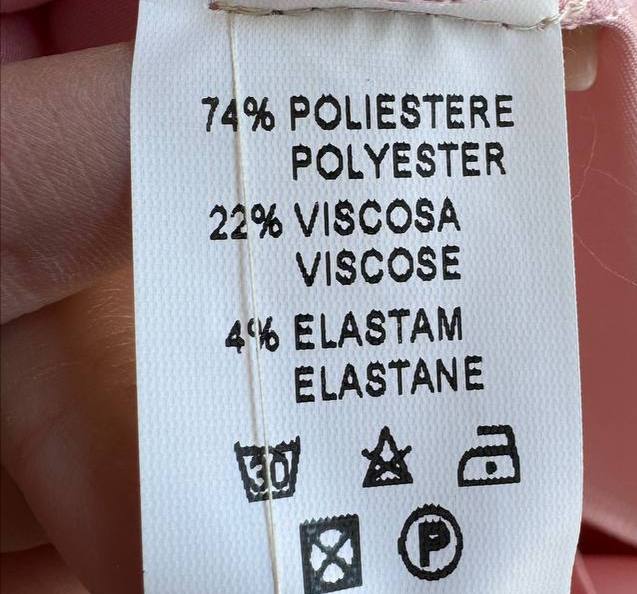 74% POLIESTERE
POLYESTER
22% VISCOSA
VISCOSE
4% ELASTAM
ELASTANE
30
P